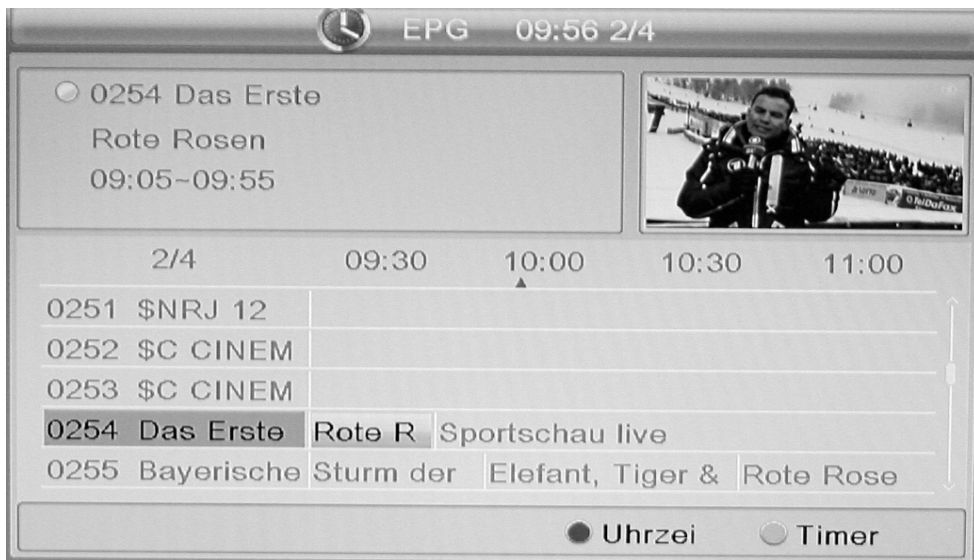 EPG 09:56 2/4
0254 Das Erste
Rote Rosen
09:05~09:55
TelDaFax
2/4 09:30 10:00 10:30 11:00
0251 $NRJ 12
0252 $C CINEM
0253 $C CINEM
0254 Das Erste Rote R Sportschau live
0255 Bayerische Sturm der Elefant, Tiger & Rote Rose
Uhrzei Timer